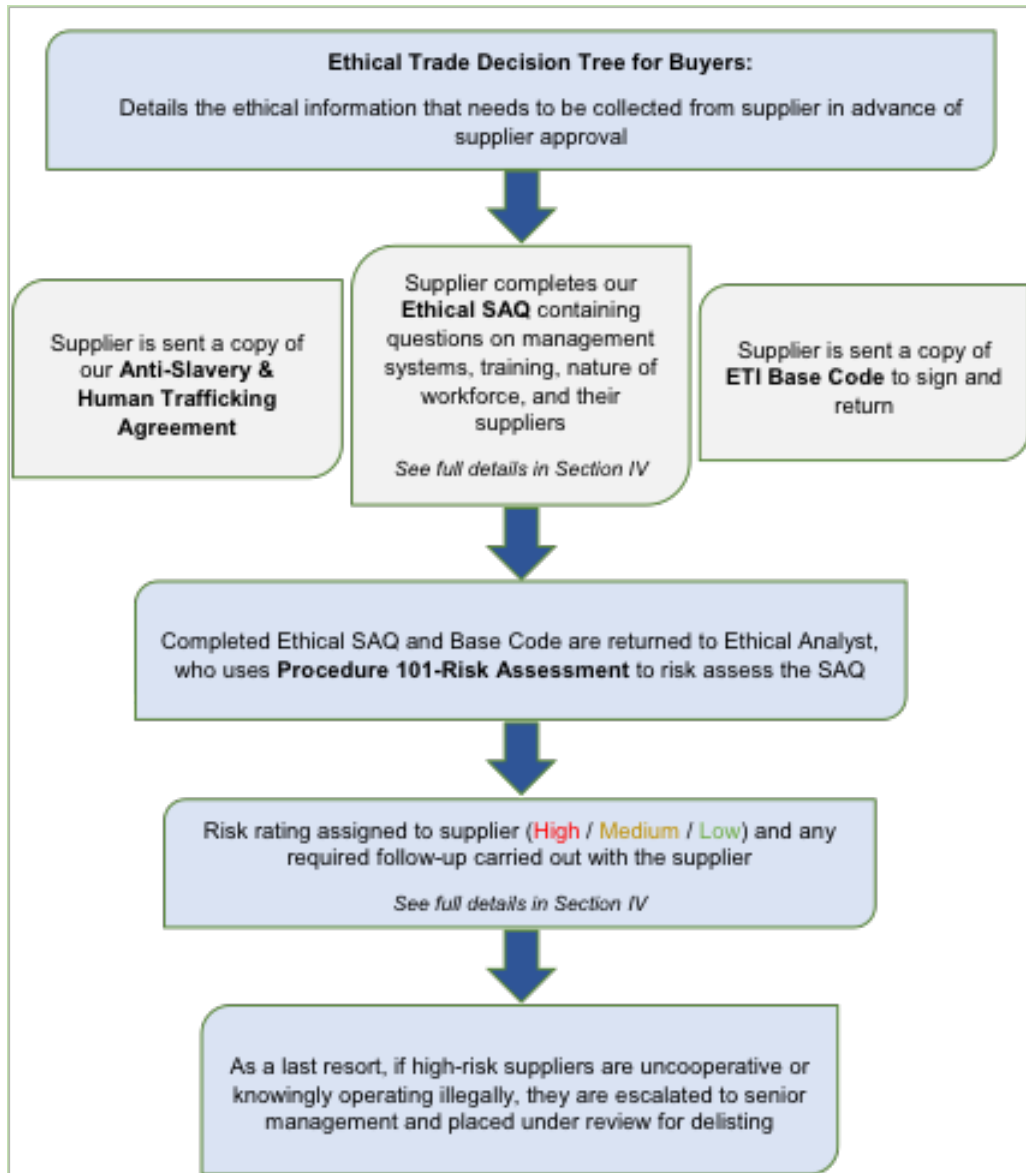 Ethical Trade Decision Tree for Buyers:
Details the ethical information that needs to be collected from supplier in advance of
supplier approval
Supplier is sent a copy of
our Anti-Slavery &
Human Trafficking
Agreement
Supplier completes our
Ethical SAQ containing
questions on management
systems, training, nature of
workforce, and their
suppliers
See full details in Section IV
Supplier is sent a copy of
ETI Base Code to sign and
return
Completed Ethical SAQ and Base Code are returned to Ethical Analyst,
who uses Procedure 101-Risk Assessment to risk assess the SAQ
Risk rating assigned to supplier (High / Medium / Low) and any
required follow-up carried out with the supplier
See full details in Section IV
As a last resort, if high-risk suppliers are uncooperative or
knowingly operating illegally, they are escalated to senior
management and placed under review for delisting